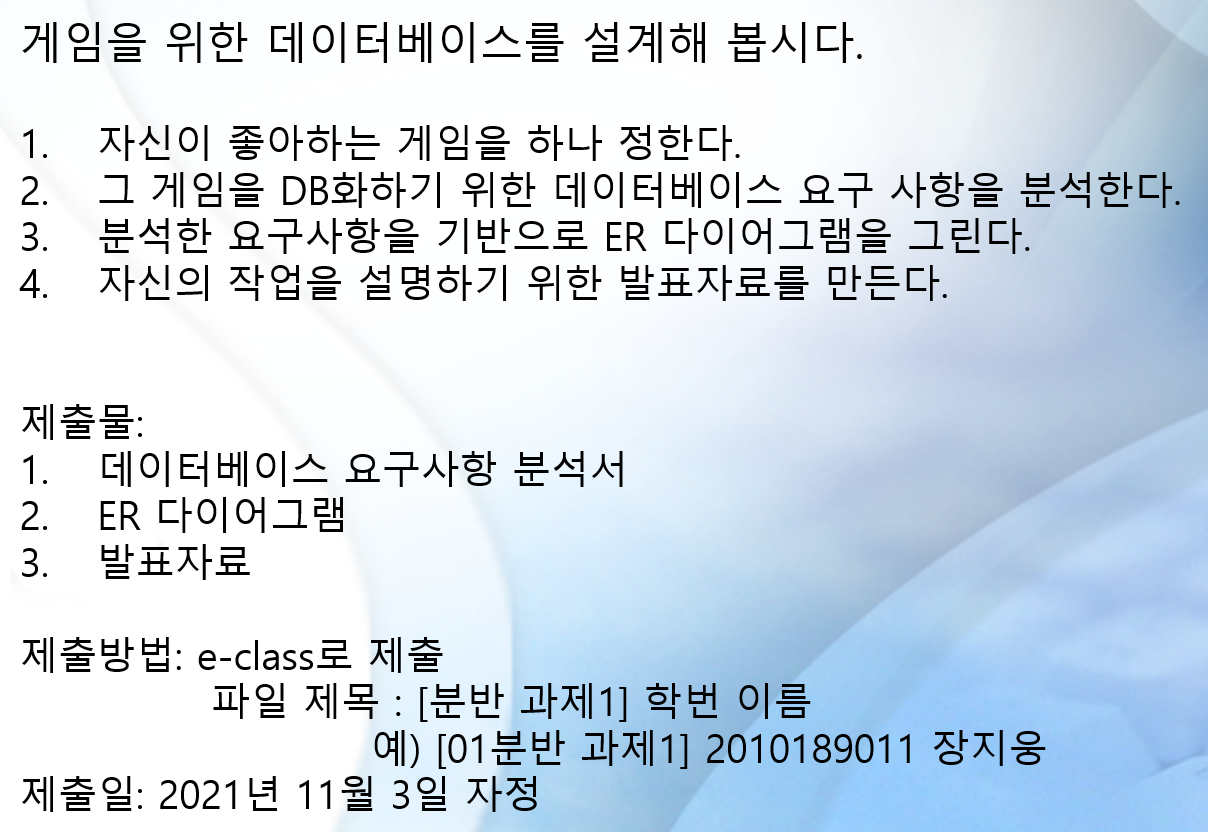 게임을 위한 데이터베이스를 설계해 봅시다.
1. 자신이 좋아하는 게임을 하나 정한다.
2. 그 게임을 DB화하기 위한 데이터베이스 요구 사항을 분석한다.
3. 분석한 요구사항을 기반으로 ER 다이어그램을 그린다.
4. 자신의 작업을 설명하기 위한 발표자료를 만든다.
제출물:
1. 데이터베이스 요구사항 분석서
2. ER 다이어그램
3. 발표자료
제출방법: e-class로 제출
파일 제목 : [분반 과제1] 학번 이름
예) [01분반 과제1] 2010189011 장지웅
제출일: 2021년 11월 3일 자정